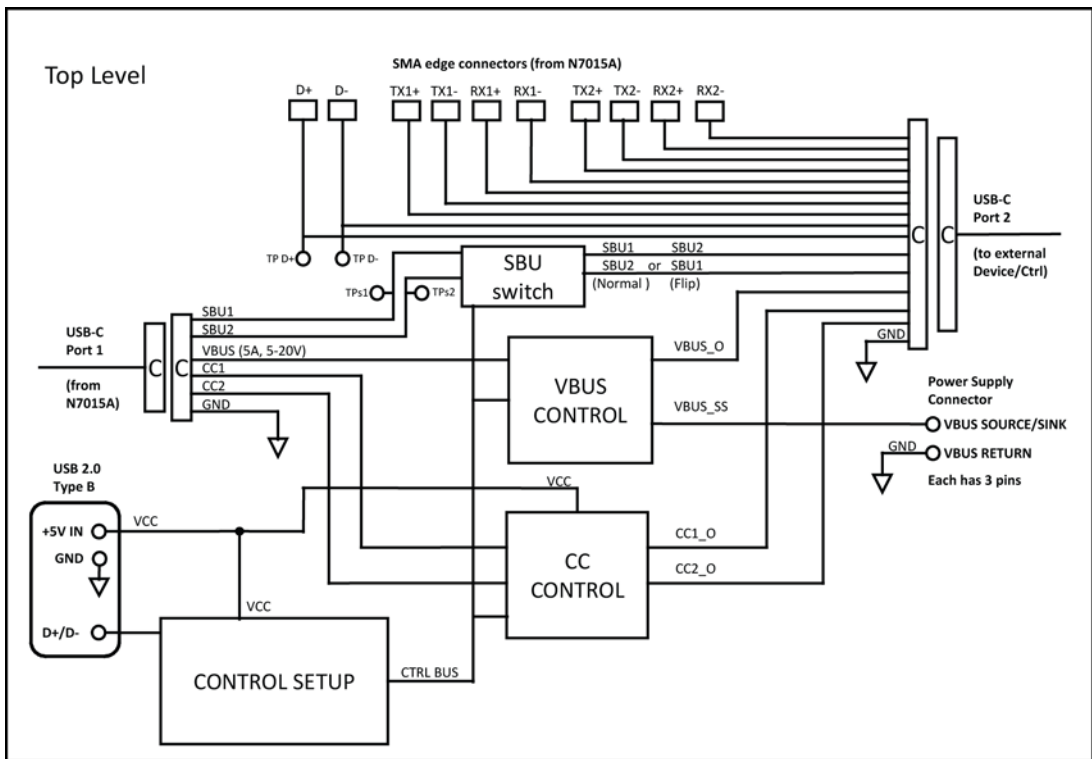 Top Level
SMA edge connectors (from N7015A)
D+ D- TX1+ TX1- RX1+ RX1- TX2+ TX2- RX2+ RX2-
C C
USB-C
Port 2
(to external
Device/Ctrl)
TP D+ TP D-
SBU
switch
SBU1 SBU2
SBU2 or SBU1
(Normal ) (Flip)
TPs1 TPs2
USB-C
Port 1
(from
N7015A)
C C
SBU1
SBU2
VBUS (5A, 5-20V)
CC1
CC2
GND
VBUS
CONTROL
VBUS_O
VBUS_SS
GND
Power Supply
Connector
VBUS SOURCE/SINK
GND VBUS RETURN
Each has 3 pins
USB 2.0
Type B
+5V IN
GND
D+/D-
VCC
VCC
VCC
CC
CONTROL
CC1_O
CC2_O
CONTROL SETUP
CTRL BUS